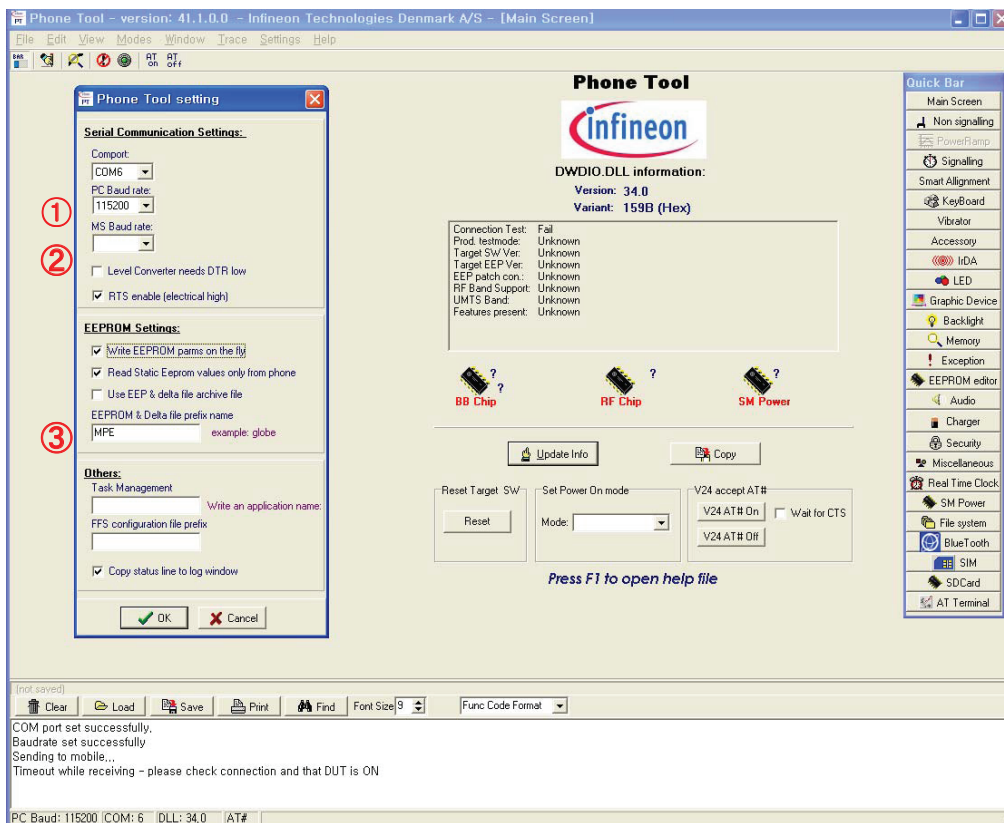 Phone Tool - version: 41.1.0.0 - Infineon Technologies Denmark A/S - [Main Screen]
File Edit View Modes Window Trace Settings Help
BAR AT on AT off
Phone Tool setting
Serial Communication Settings:
Comport:
COM6
PC Baud rate:
① 115200
MS Baud rate:
②
Level Converter needs DTR low
RTS enable (electrical high)
EEPROM Settings:
Write EEPROM parms on the fly
Read Static Eeprom values only from phone
Use EEP & delta file archive file
EEPROM & Delta file prefix name
③ MPE example: globe
Others:
Task Management
Write an application name:
FFS configuration file prefix
Copy status line to log window
OK Cancel
Phone Tool
infineon
DWDIO.DLL information:
Version: 34.0
Variant: 159B (Hex)
Connection Test: Fail
Prod. testmode: Unknown
Target SW Ver: Unknown
Target EEP Ver: Unknown
EEP patch con.: Unknown
RF Band Support: Unknown
UMTS Band: Unknown
Features present: Unknown
? ? ? ?
BB Chip RF Chip SM Power
Update Info Copy
Reset Target SW Set Power On mode V24 accept AT#
Reset Mode: V24 AT# On Wait for CTS
V24 AT# Off
Press F1 to open help file
Quick Bar
Main Screen
Non signalling
PowerRamp
Signalling
Smart Allignment
KeyBoard
Vibrator
Accessory
IrDA
LED
Graphic Device
Backlight
Memory
Exception
EEPROM editor
Audio
Charger
Security
Miscellaneous
Real Time Clock
SM Power
File system
BlueTooth
SIM
SDCard
AT Terminal
(not saved)
Clear Load Save Print Find Font Size 9 Func Code Format
COM port set successfully,
Baudrate set successfully
Sending to mobile,,,
Timeout while receiving - please check connection and that DUT is ON
PC Baud: 115200 COM: 6 DLL: 34,0 AT#